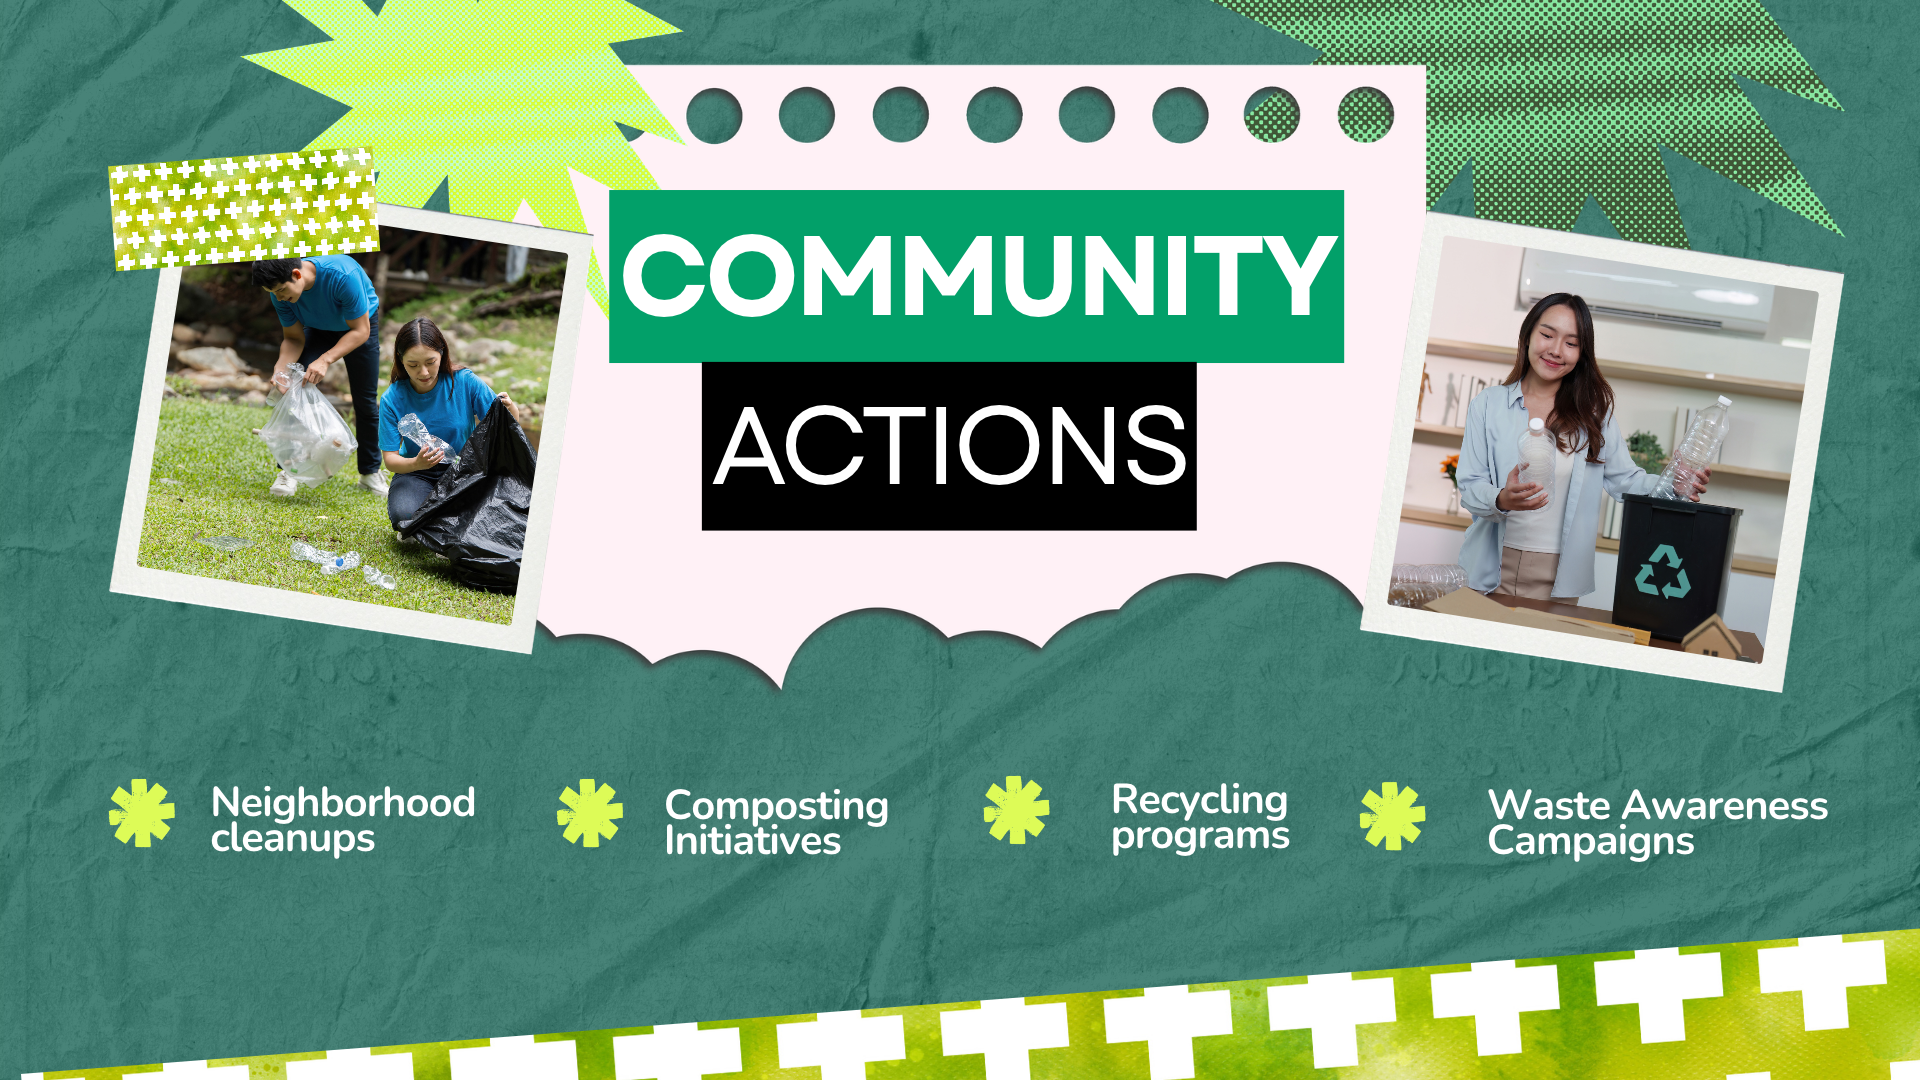 COMMUNITY
ACTIONS
Neighborhood
cleanups
Composting
Initiatives
Recycling
programs
Waste Awareness
Campaigns